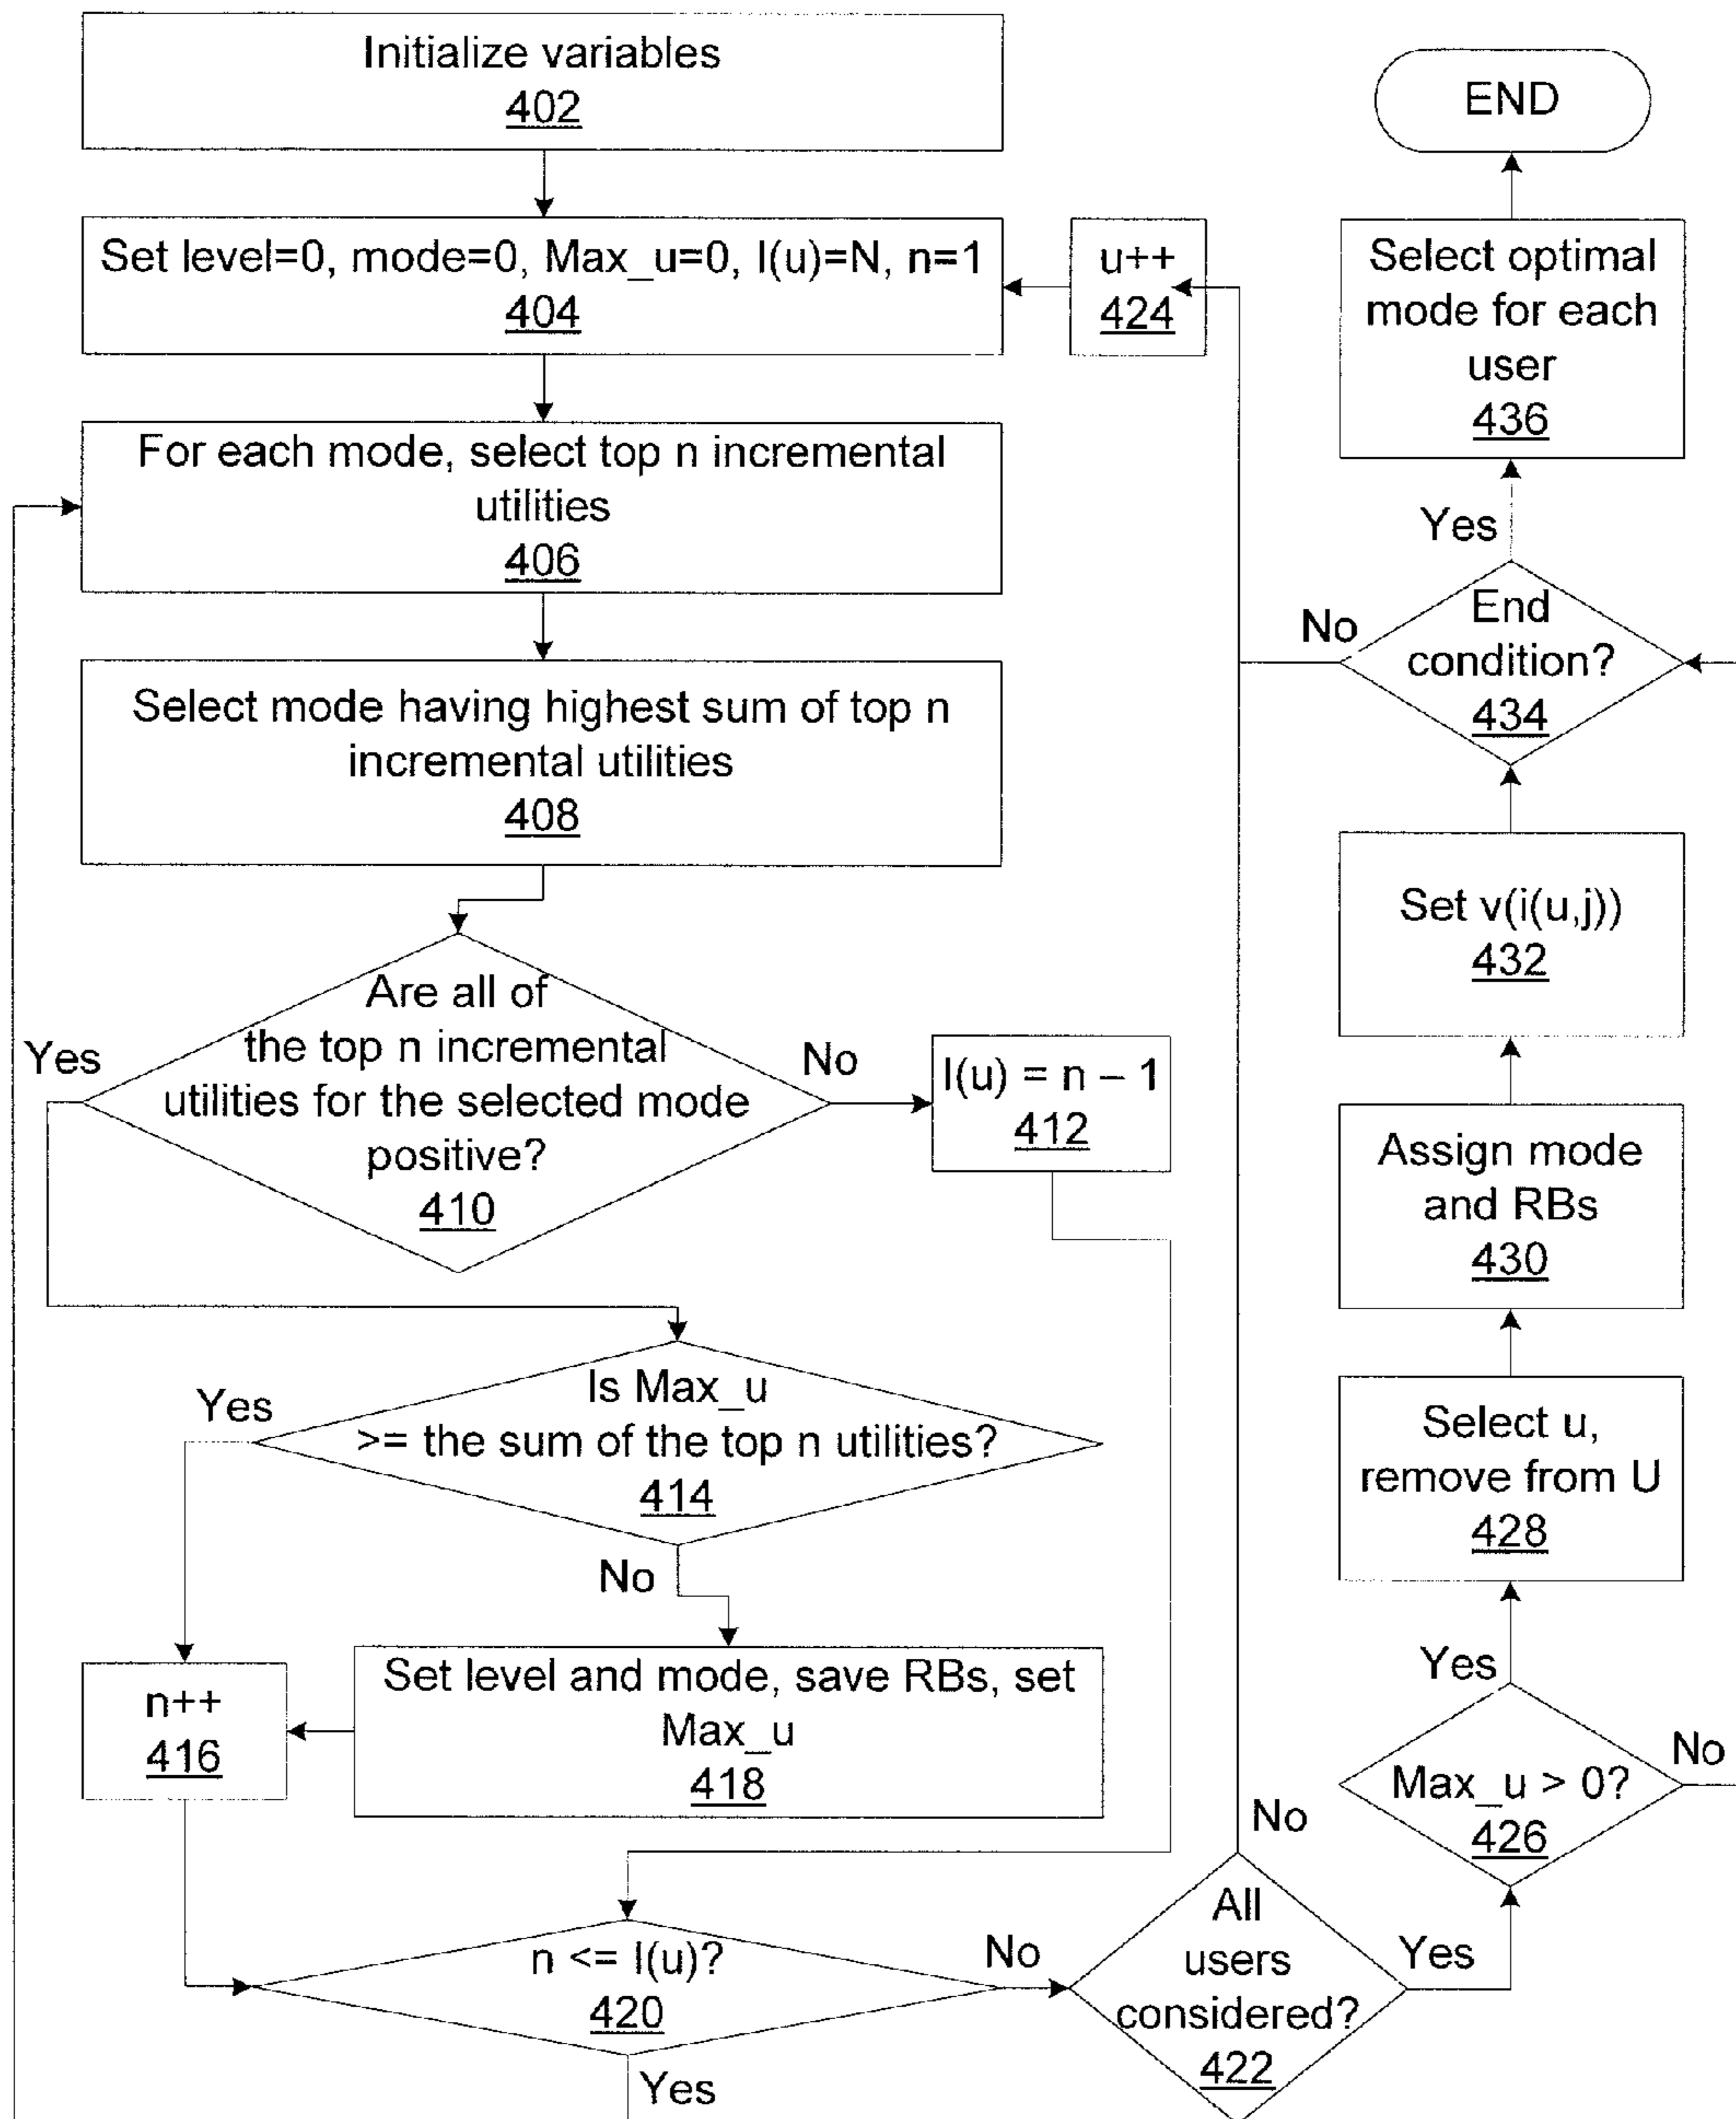 Initialize variables
402
Set level=0, mode=0, Max_u=0, I(u)=N, n=1
404
For each mode, select top n incremental
utilities
406
Select mode having highest sum of top n
incremental utilities
408
Are all of
the top n incremental
utilities for the selected mode
positive?
410
Yes
No
I(u) = n – 1
412
Is Max_u
>= the sum of the top n utilities?
414
Yes
No
n++
416
Set level and mode, save RBs, set
Max_u
418
n <= I(u)?
420
No
Yes
All
users
considered?
422
No
Yes
u++
424
Max_u > 0?
426
Yes
No
Select u,
remove from U
428
Assign mode
and RBs
430
Set v(i(u,j))
432
End
condition?
434
No
Yes
Select optimal
mode for each
user
436
END